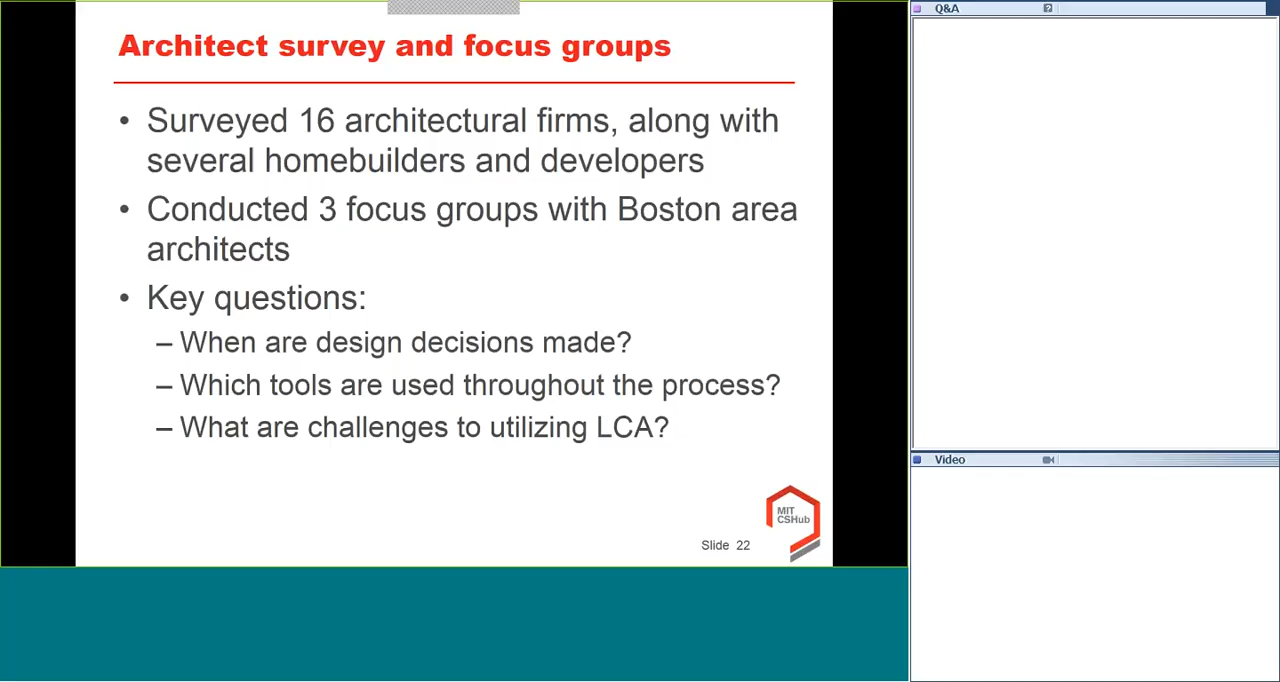 Architect survey and focus groups
• Surveyed 16 architectural firms, along with
several homebuilders and developers
• Conducted 3 focus groups with Boston area
architects
• Key questions:
– When are design decisions made?
– Which tools are used throughout the process?
– What are challenges to utilizing LCA?
MIT
CSHub
Slide 22
Q&A
?
Video